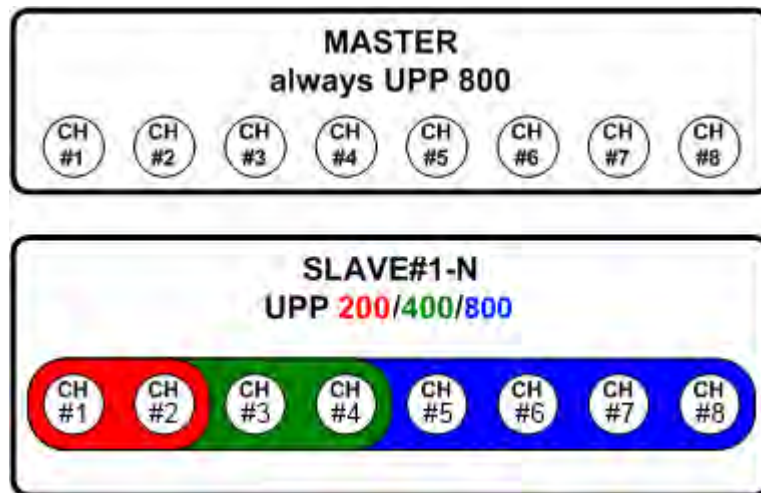 MASTER
always UPP 800
CH CH CH CH CH CH CH CH
#1 #2 #3 #4 #5 #6 #7 #8
SLAVE#1-N
UPP 200/400/800
CH CH CH CH CH CH CH CH
#1 #2 #3 #4 #5 #6 #7 #8